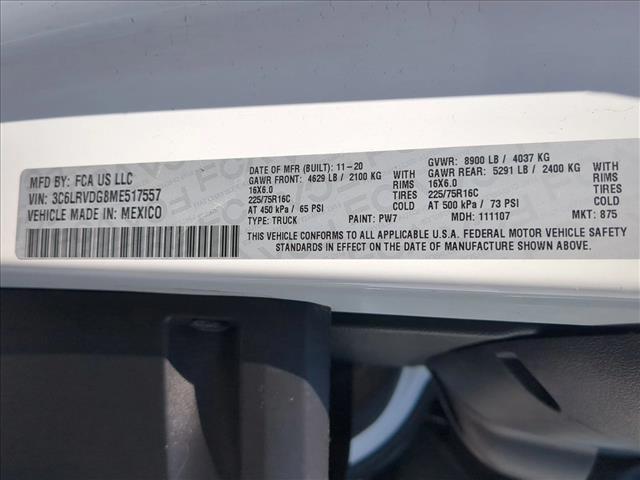 MFD BY: FCA US LLC
VIN: 3C6LRVDG8ME517557
VEHICLE MADE IN: MEXICO
DATE OF MFR (BUILT): 11-20
GAWR FRONT: 4629 LB / 2100 KG
16X6.0
225/75R16C
AT 450 kPa / 65 PSI
TYPE: TRUCK
WITH
RIMS
TIRES
COLD
PAINT: PW7
GVWR: 8900 LB / 4037 KG
GAWR REAR: 5291 LB / 2400 KG
16X6.0
225/75R16C
AT 500 kPa / 73 PSI
MDH: 111107
WITH
RIMS
TIRES
COLD
MKT: 875
THIS VEHICLE CONFORMS TO ALL APPLICABLE U.S.A. FEDERAL MOTOR VEHICLE SAFETY
STANDARDS IN EFFECT ON THE DATE OF MANUFACTURE SHOWN ABOVE.